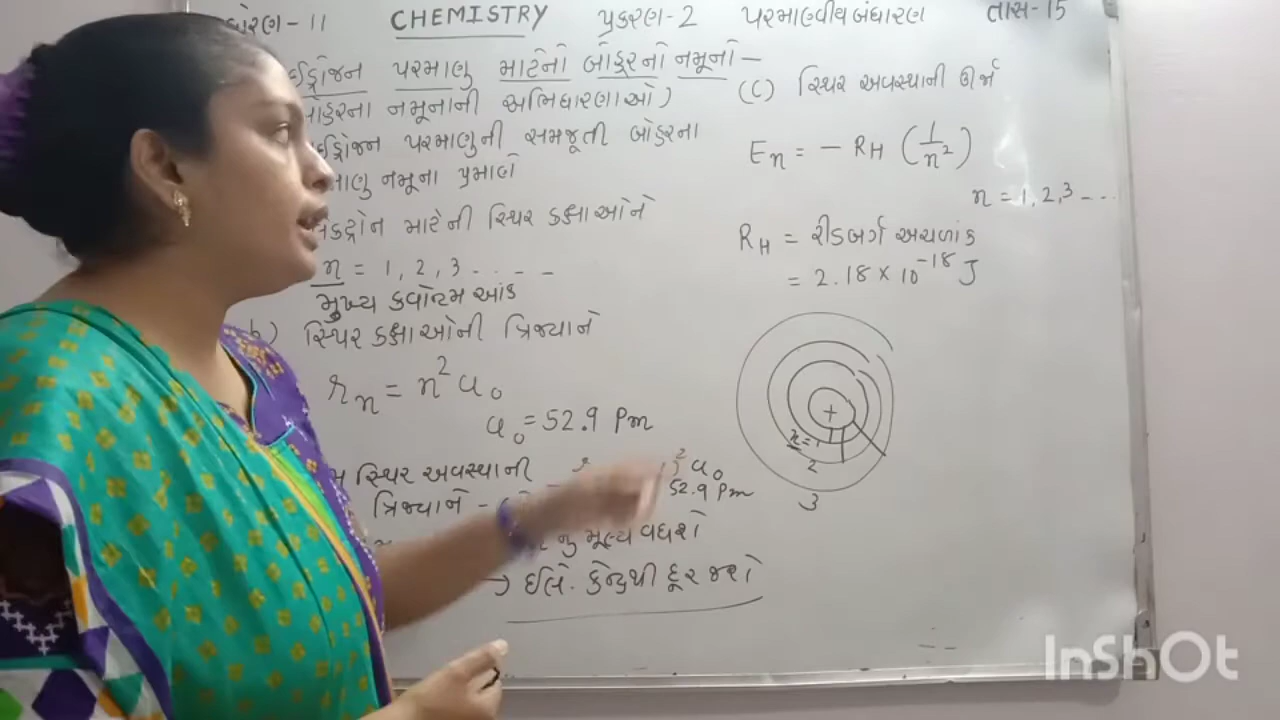 ધોરણ - 11 CHEMISTRY પ્રકરણ - 2 પરમાણ્વીય બંધારણ તાસ - 15
ઈડ્રોજન પરમાણુ માટેનો બોહરનો નમૂનો -
બોહરના નમૂનાની અભિધારણાઓ)
ઈડ્રોજન પરમાણુની સમજૂતી બોહરના
નમૂના પ્રમાણે
માટેની સ્થિર કક્ષાઓને
n = 1, 2, 3 - - - -
મુખ્ય ક્વોન્ટમ આંક
b) સ્થિર કક્ષાઓની ત્રિજ્યાને
rn = n² a₀
a₀ = 52.9 Pm
સ્થિર અવસ્થાની
² a₀
ત્રિજ્યાને -
52.9 Pm
નુ મૂલ્ય વધશે
→ ઈલે. કેન્દ્રથી દૂર જશે
(C) સ્થિર અવસ્થાની ઊર્જા
En = - RH (1/n²)
n = 1, 2, 3 - - -
RH = રીડબર્ગ અચળાંક
= 2.18 × 10⁻¹⁸ J
+
n = 1
2
3
InShOt